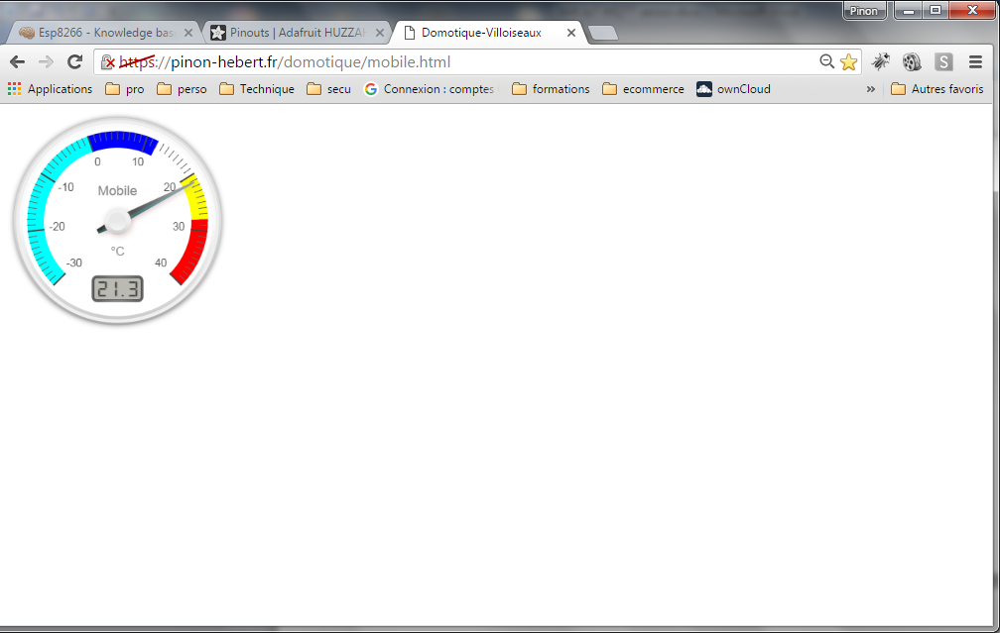 Pinon
Esp8266 - Knowledge bas
Pinouts | Adafruit HUZZAH
Domotique-Villoiseaux
https://pinon-hebert.fr/domotique/mobile.html
S
Applications pro perso Technique secu Connexion : comptes formations ecommerce ownCloud » Autres favoris
0 10
-10 Mobile 20
-20 30
°C
-30 40
21.3